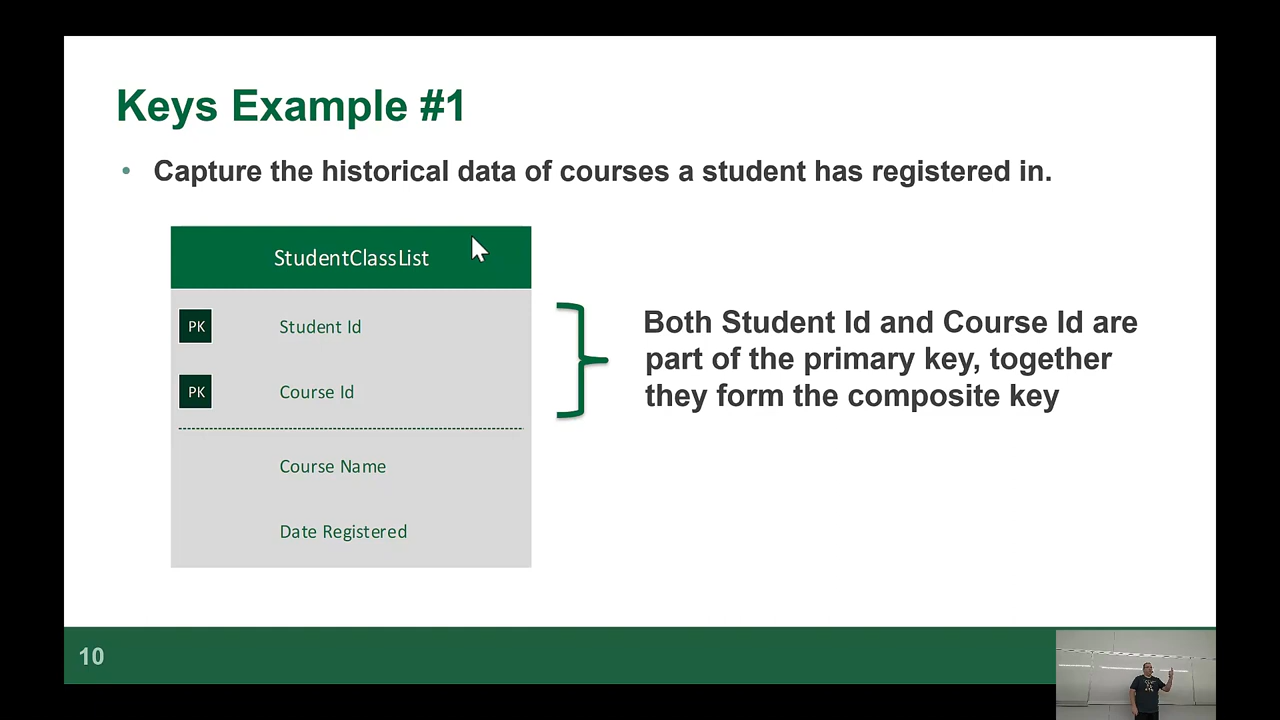 Keys Example #1
• Capture the historical data of courses a student has registered in.
StudentClassList
PK Student Id
PK Course Id
Course Name
Date Registered
Both Student Id and Course Id are
part of the primary key, together
they form the composite key
10